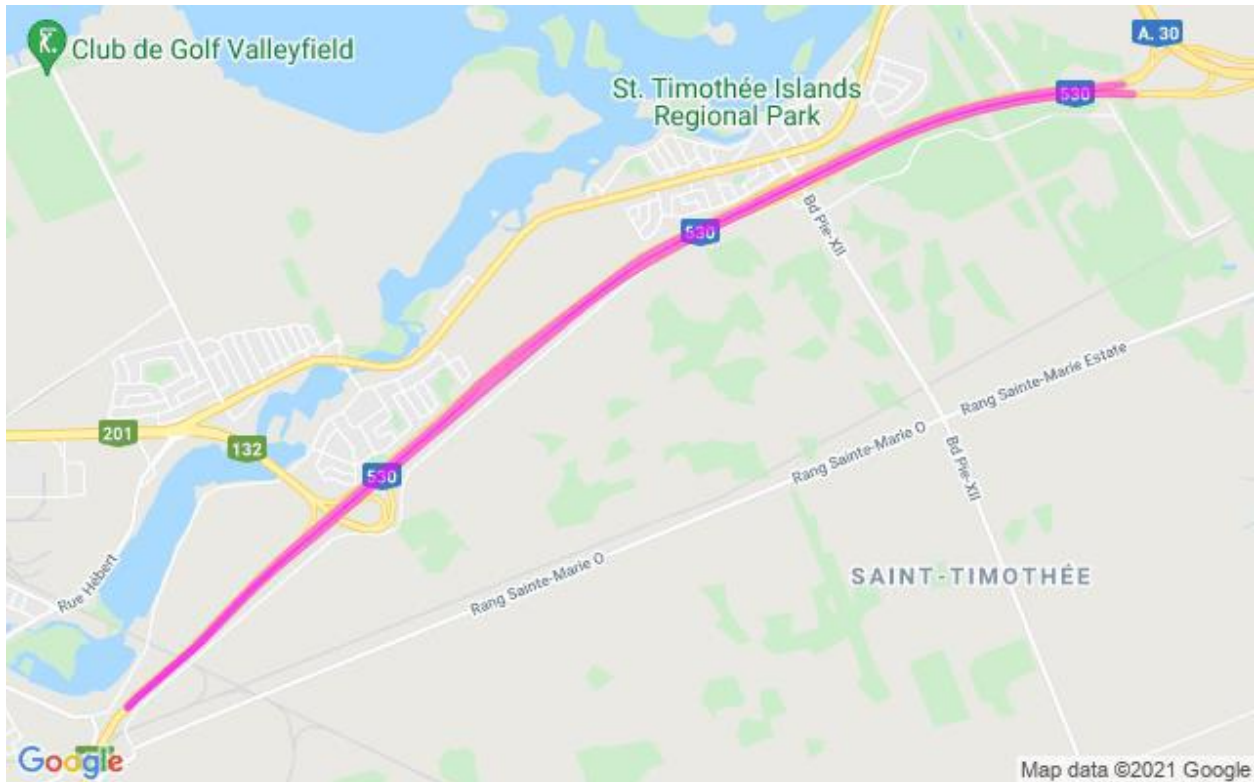 A. 30
Club de Golf Valleyfield
St. Timothée Islands
Regional Park
530
Bd Pie-XII
530
Rang Sainte-Marie Estate
201
132
Rang Sainte-Marie O
Bd Pie-XII
530
Rang Sainte-Marie O
Rue Hébert
SAINT-TIMOTHÉE
Google
Map data ©2021 Google